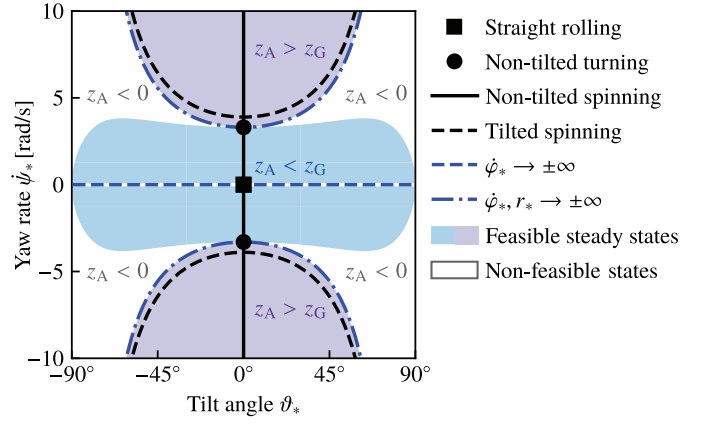 10
5
0
−5
−10
Yaw rate ψ̇* [rad/s]
zA > zG
zA < 0
zA < 0
zA < zG
zA < 0
zA < 0
zA > zG
−90° −45° 0° 45° 90°
Tilt angle ϑ*
Straight rolling
Non-tilted turning
Non-tilted spinning
Tilted spinning
φ̇* → ±∞
φ̇*, r* → ±∞
Feasible steady states
Non-feasible states